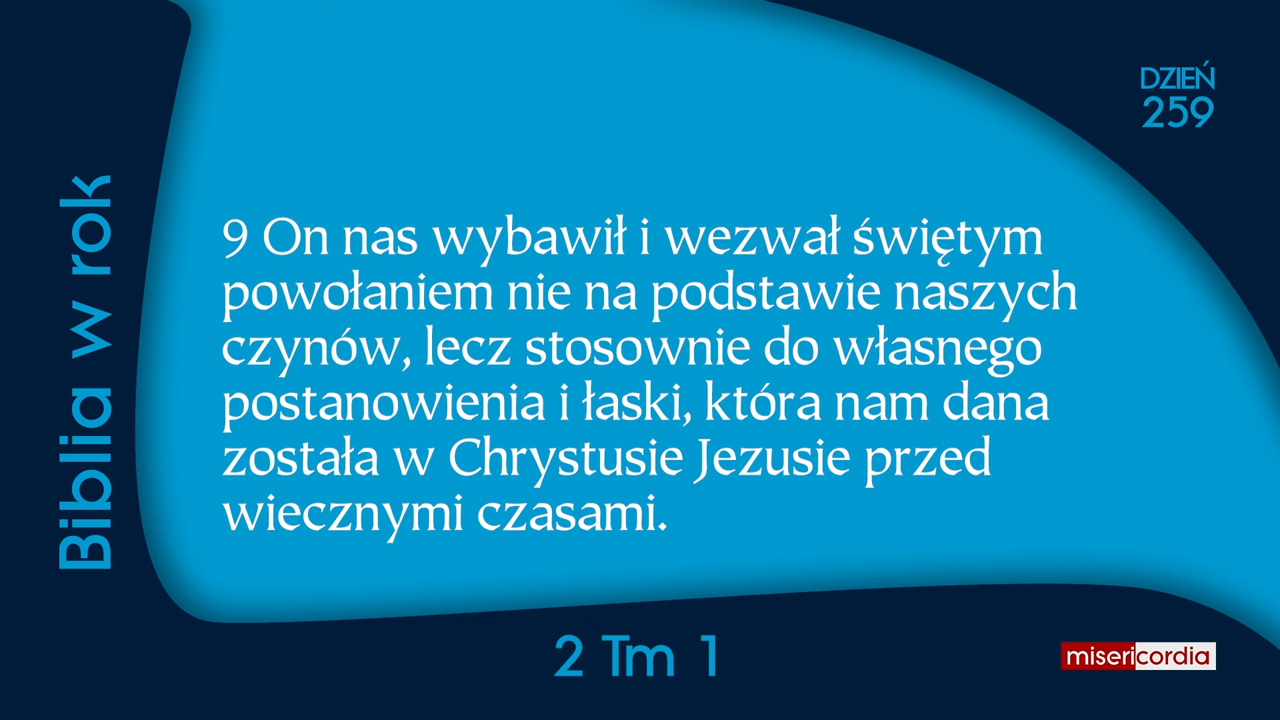 DZIEŃ
259
Biblia w rok
9 On nas wybawił i wezwał świętym
powołaniem nie na podstawie naszych
czynów, lecz stosownie do własnego
postanowienia i łaski, która nam dana
została w Chrystusie Jezusie przed
wiecznymi czasami.
2 Tm 1
misericordia